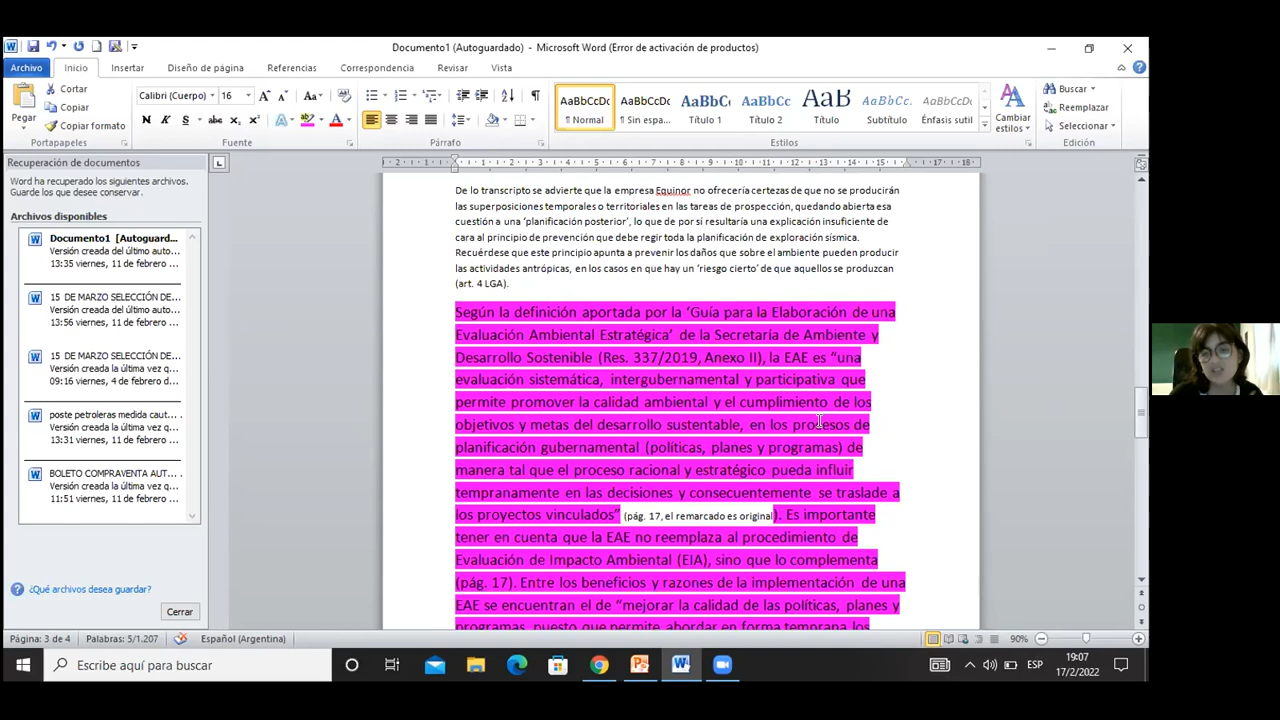 Documento1 (Autoguardado) - Microsoft Word (Error de activación de productos)
Archivo Inicio Insertar Diseño de página Referencias Correspondencia Revisar Vista
Pegar
Cortar
Copiar
Copiar formato
Portapapeles
Calibri (Cuerpo) 16
Fuente
Párrafo
AaBbCcDc AaBbCcDc AaBbC AaBbCc AaB AaBbCc. AaBbCcDc
¶ Normal ¶ Sin espa... Título 1 Título 2 Título Subtítulo Énfasis sutil
Cambiar estilos
Estilos
Buscar
Reemplazar
Seleccionar
Edición
Recuperación de documentos
Word ha recuperado los siguientes archivos.
Guarde los que desee conservar.
Archivos disponibles
Documento1 [Autoguard...
Versión creada del último auto...
13:35 viernes, 11 de febrero ...
15 DE MARZO SELECCIÓN DE...
Versión creada del último auto...
13:56 viernes, 11 de febrero ...
15 DE MARZO SELECCIÓN DE...
Versión creada la última vez q...
09:16 viernes, 4 de febrero d...
poste petroleras medida caut...
Versión creada la última vez q...
13:31 viernes, 11 de febrero ...
BOLETO COMPRAVENTA AUT...
Versión creada la última vez q...
11:51 viernes, 11 de febrero ...
¿Qué archivos desea guardar?
Cerrar
De lo transcripto se advierte que la empresa Equinor no ofrecería certezas de que no se producirán
las superposiciones temporales o territoriales en las tareas de prospección, quedando abierta esa
cuestión a una ‘planificación posterior’, lo que de por sí resultaría una explicación insuficiente de
cara al principio de prevención que debe regir toda la planificación de exploración sísmica.
Recuérdese que este principio apunta a prevenir los daños que sobre el ambiente pueden producir
las actividades antrópicas, en los casos en que hay un ‘riesgo cierto’ de que aquellos se produzcan
(art. 4 LGA).
Según la definición aportada por la ‘Guía para la Elaboración de una
Evaluación Ambiental Estratégica’ de la Secretaría de Ambiente y
Desarrollo Sostenible (Res. 337/2019, Anexo II), la EAE es “una
evaluación sistemática, intergubernamental y participativa que
permite promover la calidad ambiental y el cumplimiento de los
objetivos y metas del desarrollo sustentable, en los procesos de
planificación gubernamental (políticas, planes y programas) de
manera tal que el proceso racional y estratégico pueda influir
tempranamente en las decisiones y consecuentemente se traslade a
los proyectos vinculados” (pág. 17, el remarcado es original). Es importante
tener en cuenta que la EAE no reemplaza al procedimiento de
Evaluación de Impacto Ambiental (EIA), sino que lo complementa
(pág. 17). Entre los beneficios y razones de la implementación de una
EAE se encuentran el de “mejorar la calidad de las políticas, planes y
programas, puesto que permite abordar en forma temprana los
Página: 3 de 4 Palabras: 5/1.207 Español (Argentina) 90%
Escribe aquí para buscar
ESP
19:07
17/2/2022